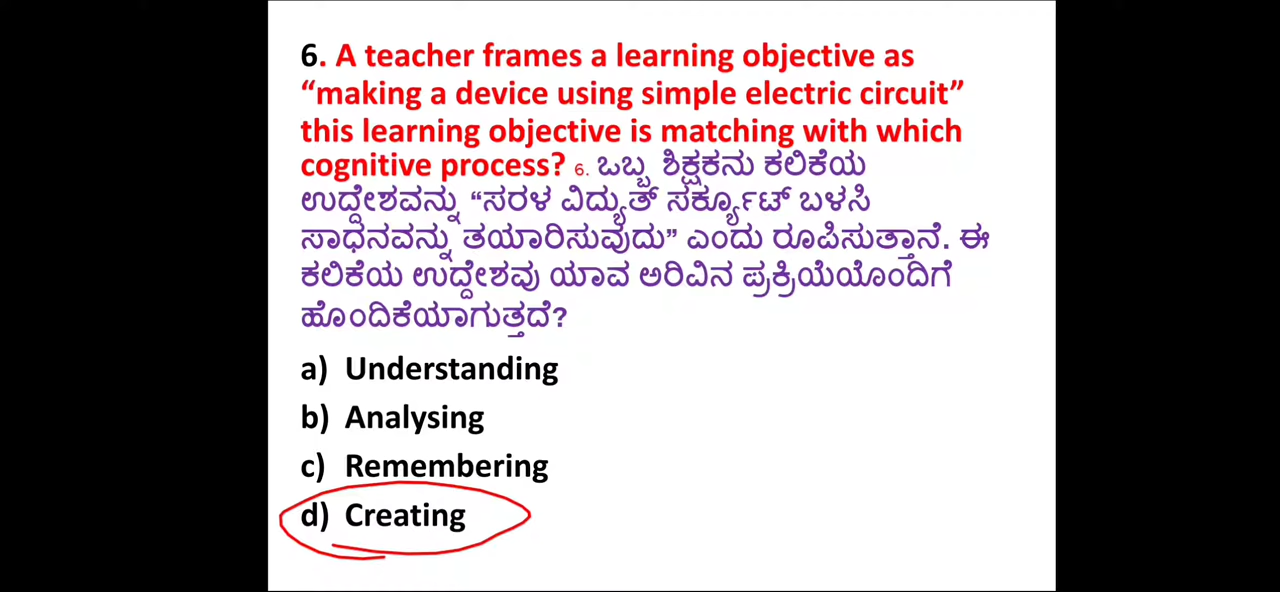 6. A teacher frames a learning objective as
“making a device using simple electric circuit”
this learning objective is matching with which
cognitive process? 6. ಒಬ್ಬ ಶಿಕ್ಷಕನು ಕಲಿಕೆಯ
ಉದ್ದೇಶವನ್ನು “ಸರಳ ವಿದ್ಯುತ್ ಸರ್ಕ್ಯೂಟ್ ಬಳಸಿ
ಸಾಧನವನ್ನು ತಯಾರಿಸುವುದು” ಎಂದು ರೂಪಿಸುತ್ತಾನೆ. ಈ
ಕಲಿಕೆಯ ಉದ್ದೇಶವು ಯಾವ ಅರಿವಿನ ಪ್ರಕ್ರಿಯೆಯೊಂದಿಗೆ
ಹೊಂದಿಕೆಯಾಗುತ್ತದೆ?
a) Understanding
b) Analysing
c) Remembering
d) Creating